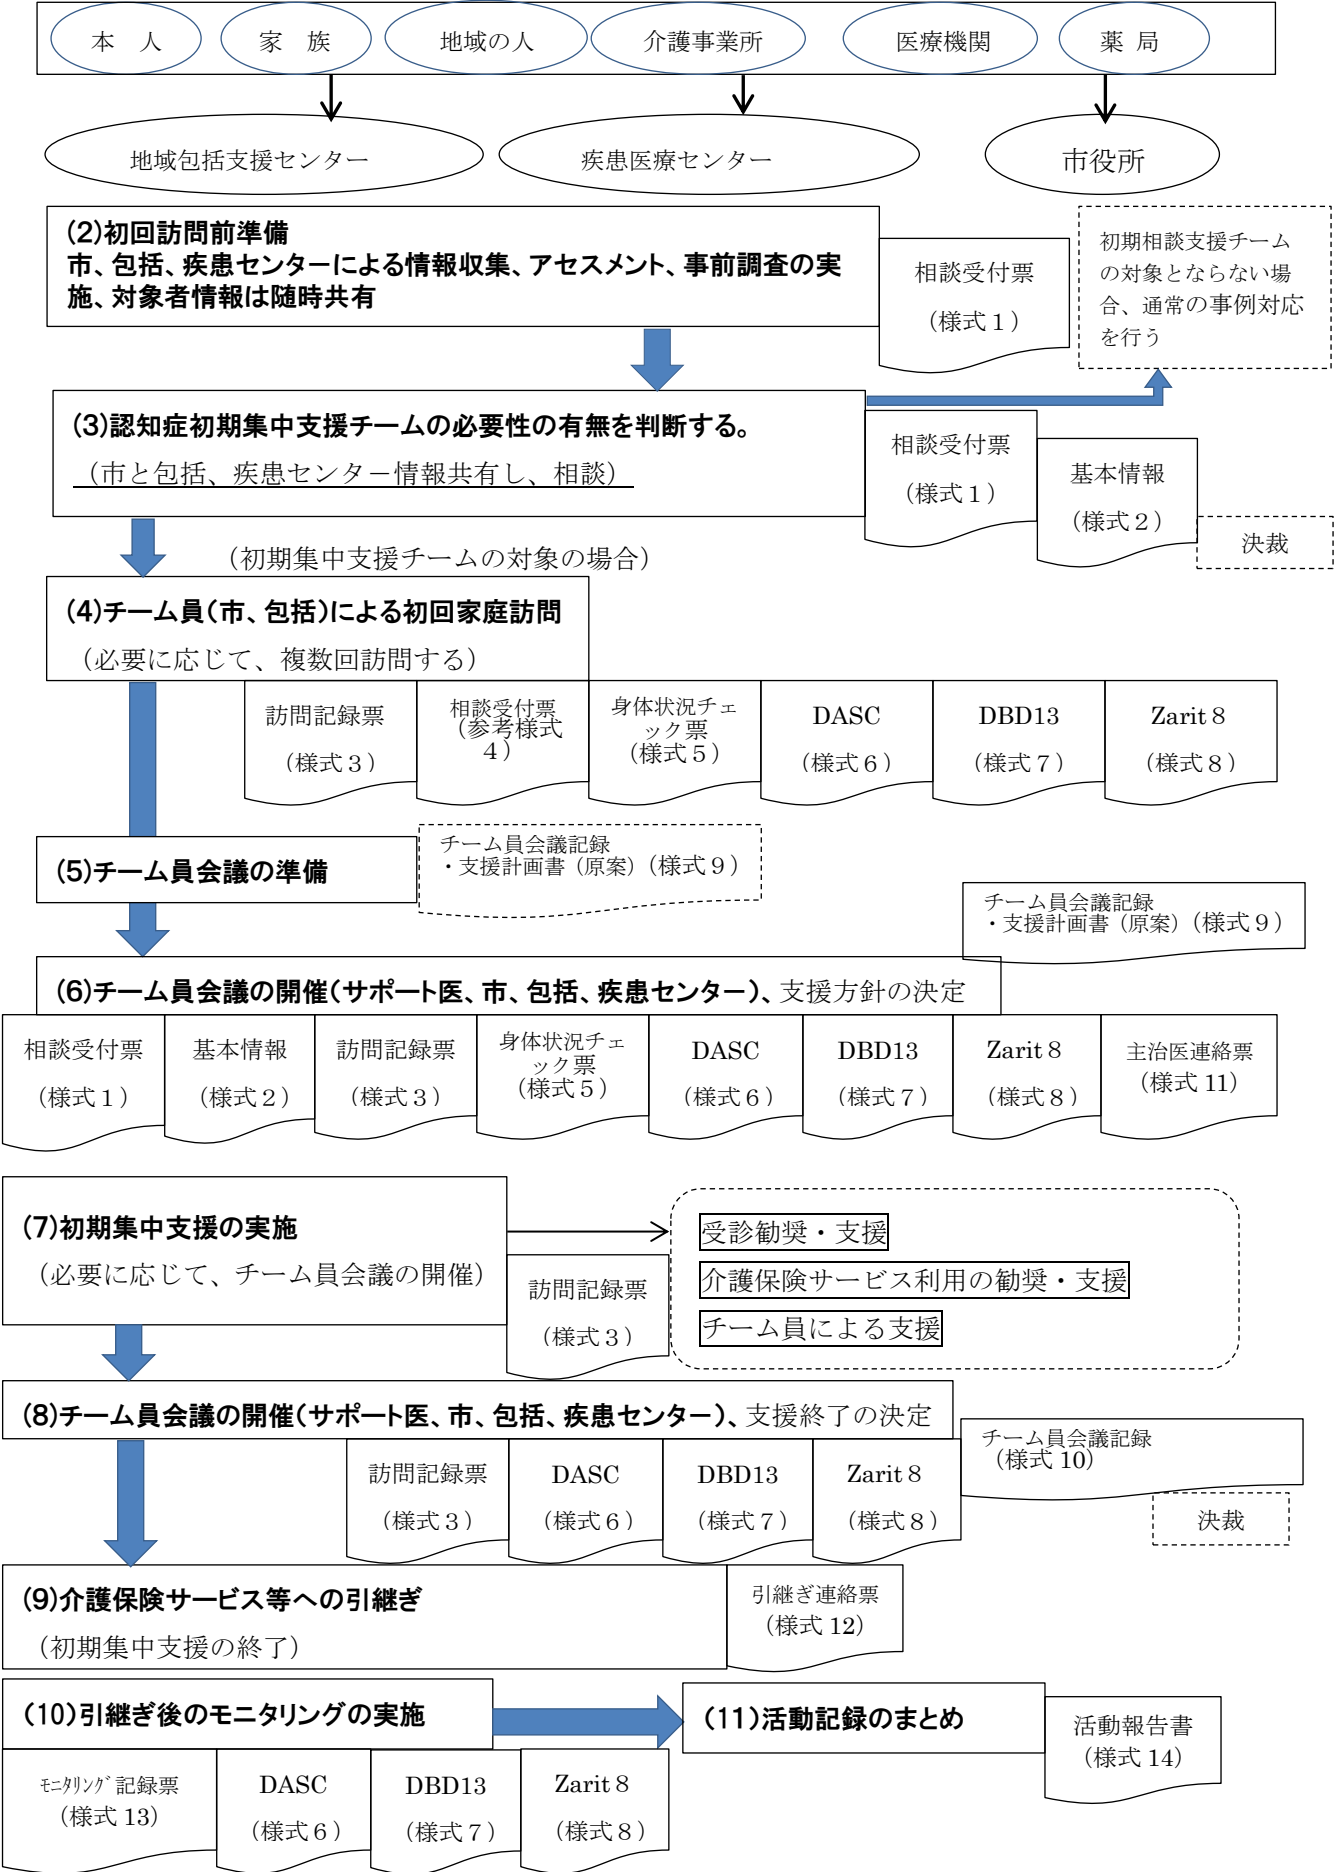 本　人
家　族
地域の人
介護事業所
医療機関
薬 局
地域包括支援センター
疾患医療センター
市役所
(2)初回訪問前準備
市、包括、疾患センターによる情報収集、アセスメント、事前調査の実
施、対象者情報は随時共有
相談受付票
（様式１）
初期相談支援チーム
の対象とならない場
合、通常の事例対応
を行う
(3)認知症初期集中支援チームの必要性の有無を判断する。
（市と包括、疾患センター情報共有し、相談）
相談受付票
（様式１）
基本情報
（様式２）
決裁
（初期集中支援チームの対象の場合）
(4)チーム員（市、包括）による初回家庭訪問
（必要に応じて、複数回訪問する）
訪問記録票
（様式３）
相談受付票
（参考様式
４）
身体状況チェ
ック票
（様式５）
DASC
（様式６）
DBD13
（様式７）
Zarit８
（様式８）
(5)チーム員会議の準備
チーム員会議記録
・支援計画書（原案）（様式９）
チーム員会議記録
・支援計画書（原案）（様式９）
(6)チーム員会議の開催（サポート医、市、包括、疾患センター）、支援方針の決定
相談受付票
（様式１）
基本情報
（様式２）
訪問記録票
（様式３）
身体状況チェ
ック票
（様式５）
DASC
（様式６）
DBD13
（様式７）
Zarit８
（様式８）
主治医連絡票
（様式 11）
(7)初期集中支援の実施
（必要に応じて、チーム員会議の開催）
訪問記録票
（様式３）
受診勧奨・支援
介護保険サービス利用の勧奨・支援
チーム員による支援
(8)チーム員会議の開催（サポート医、市、包括、疾患センター）、支援終了の決定
訪問記録票
（様式３）
DASC
（様式６）
DBD13
（様式７）
Zarit８
（様式８）
チーム員会議記録
（様式 10）
決裁
(9)介護保険サービス等への引継ぎ
（初期集中支援の終了）
引継ぎ連絡票
（様式 12）
(10)引継ぎ後のモニタリングの実施
(11)活動記録のまとめ
活動報告書
（様式 14）
ﾓﾆﾀﾘﾝｸﾞ記録票
（様式 13）
DASC
（様式６）
DBD13
（様式７）
Zarit８
（様式８）